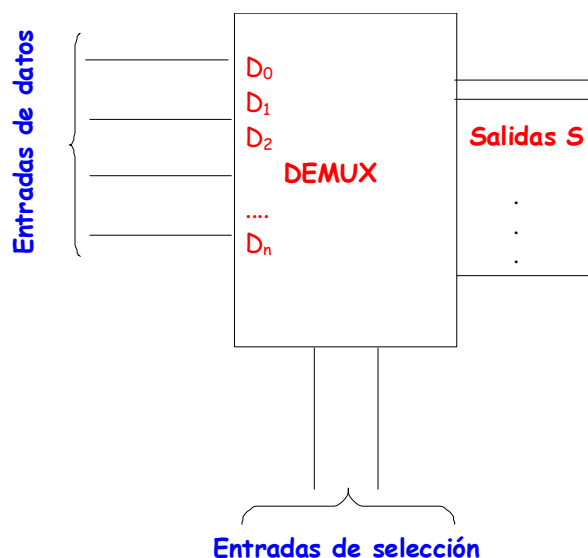 Entradas de datos
D₀
D₁
D₂
DEMUX
....
Dₙ
Salidas S
.
.
.
Entradas de selección